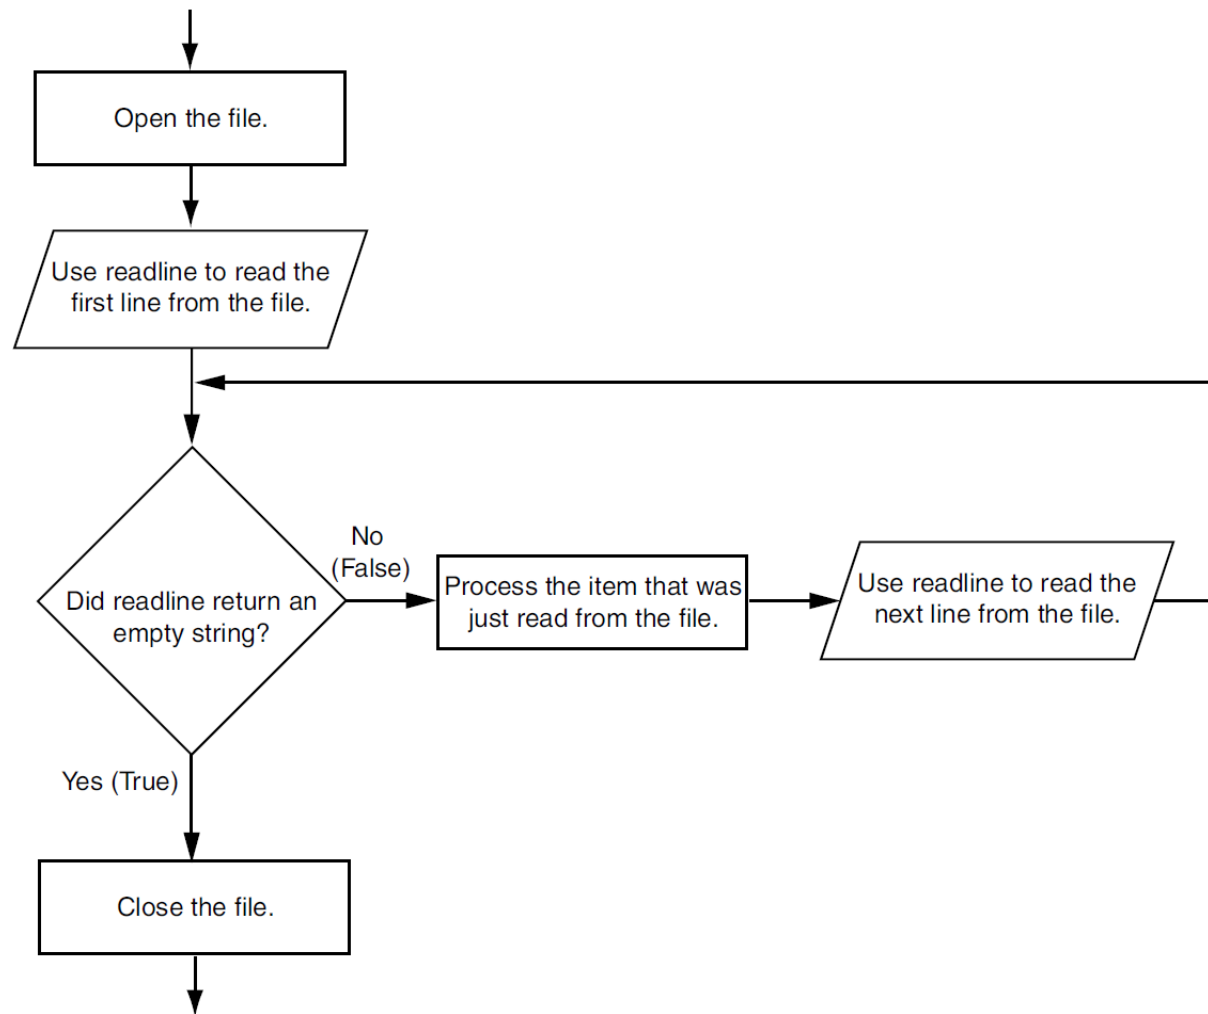 Open the file.
Use readline to read the
first line from the file.
No
(False)
Did readline return an
empty string?
Process the item that was
just read from the file.
Use readline to read the
next line from the file.
Yes (True)
Close the file.